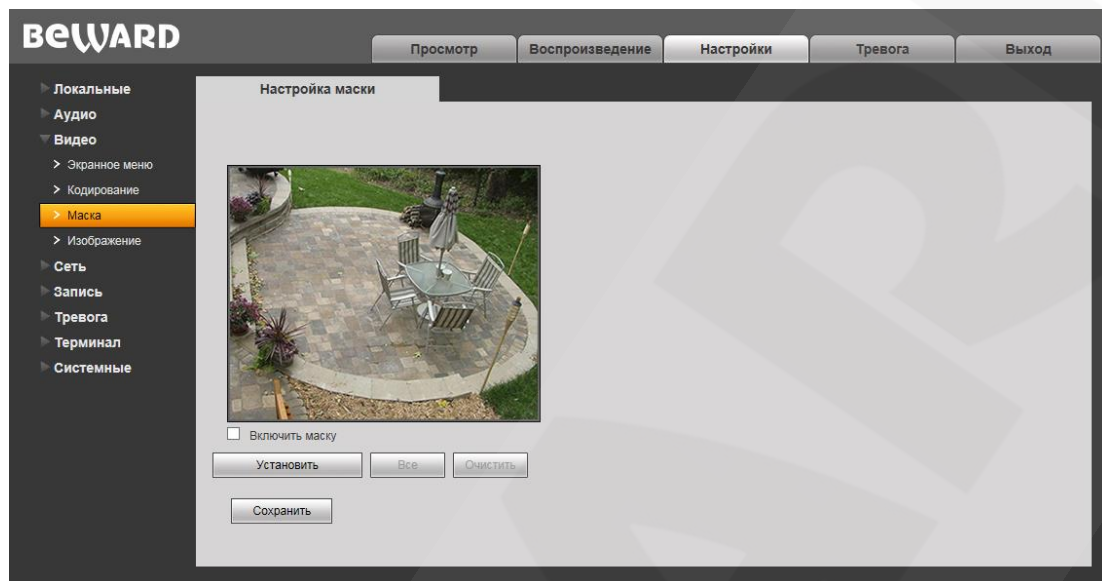 BEWARD
Просмотр
Воспроизведение
Настройки
Тревога
Выход
Локальные
Аудио
Видео
> Экранное меню
> Кодирование
> Маска
> Изображение
Сеть
Запись
Тревога
Терминал
Системные
Настройка маски
Включить маску
Установить
Все
Очистить
Сохранить